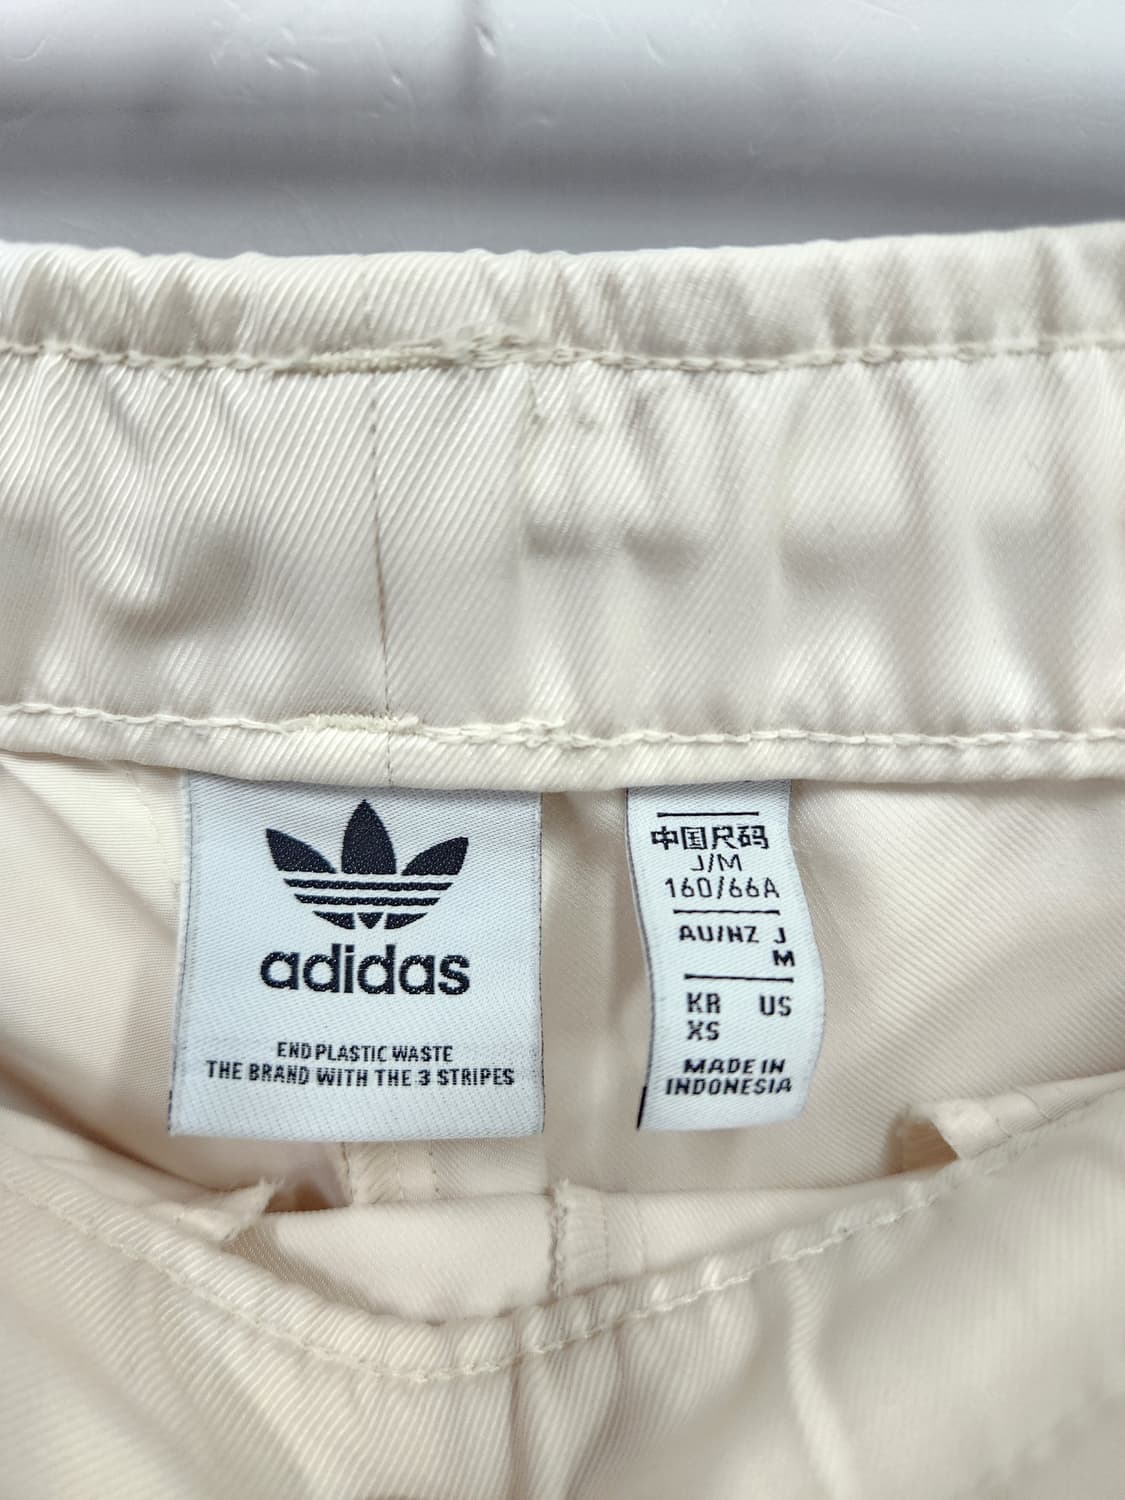 adidas
END PLASTIC WASTE
THE BRAND WITH THE 3 STRIPES
中国尺码
J/M
160/66A
AU/NZ J
M
KR US
XS
MADE IN
INDONESIA